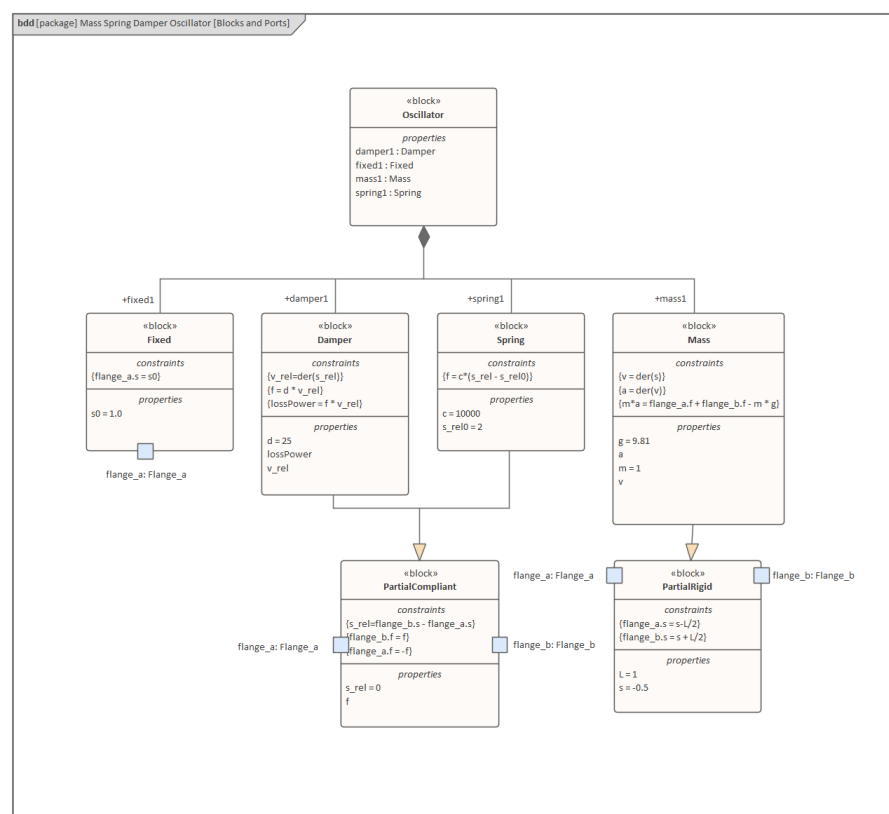 bdd [package] Mass Spring Damper Oscillator [Blocks and Ports]
«block»
Oscillator
properties
damper1 : Damper
fixed1 : Fixed
mass1 : Mass
spring1 : Spring
+fixed1
+damper1
+spring1
+mass1
«block»
Fixed
constraints
{flange_a.s = s0}
properties
s0 = 1.0
flange_a: Flange_a
«block»
Damper
constraints
{v_rel=der(s_rel)}
{f = d * v_rel}
{lossPower = f * v_rel}
properties
d = 25
lossPower
v_rel
«block»
Spring
constraints
{f = c*(s_rel - s_rel0)}
properties
c = 10000
s_rel0 = 2
«block»
Mass
constraints
{v = der(s)}
{a = der(v)}
{m*a = flange_a.f + flange_b.f - m * g}
properties
g = 9.81
a
m = 1
v
«block»
PartialCompliant
constraints
{s_rel=flange_b.s - flange_a.s}
{flange_b.f = f}
{flange_a.f = -f}
properties
s_rel = 0
f
flange_a: Flange_a
flange_b: Flange_b
«block»
PartialRigid
constraints
{flange_a.s = s-L/2}
{flange_b.s = s + L/2}
properties
L = 1
s = -0.5
flange_a: Flange_a
flange_b: Flange_b